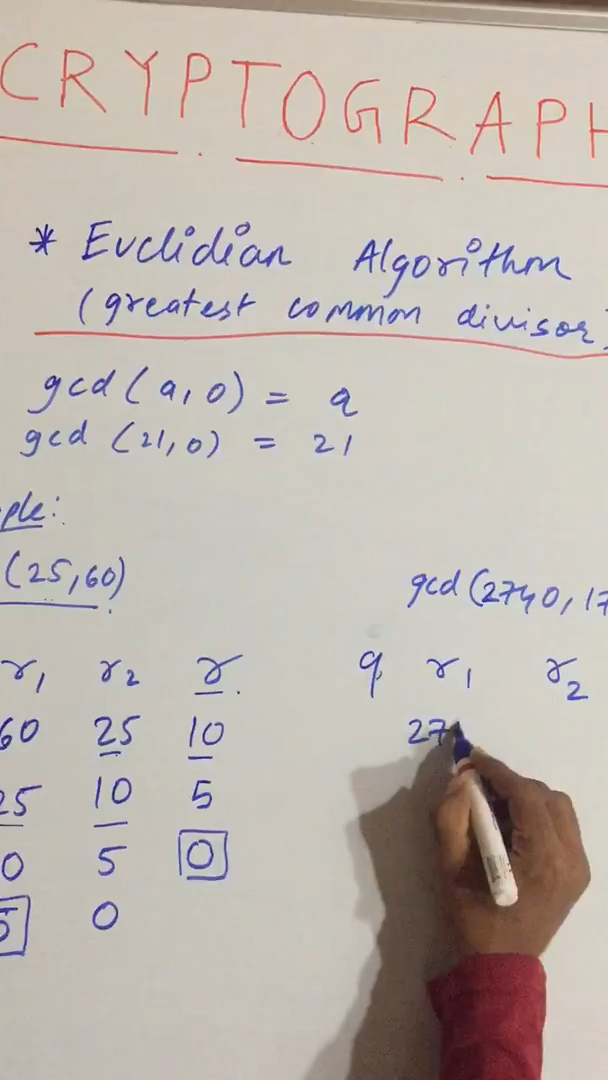 CRYPTOGRAPH
* Euclidian Algorithm
(greatest common divisor)
gcd (a, 0) = a
gcd (21, 0) = 21
ple:
(25, 60)
r1 r2 r
60 25 10
25 10 5
0 5 0
5 0
gcd (2740, 17
q r1 r2
27